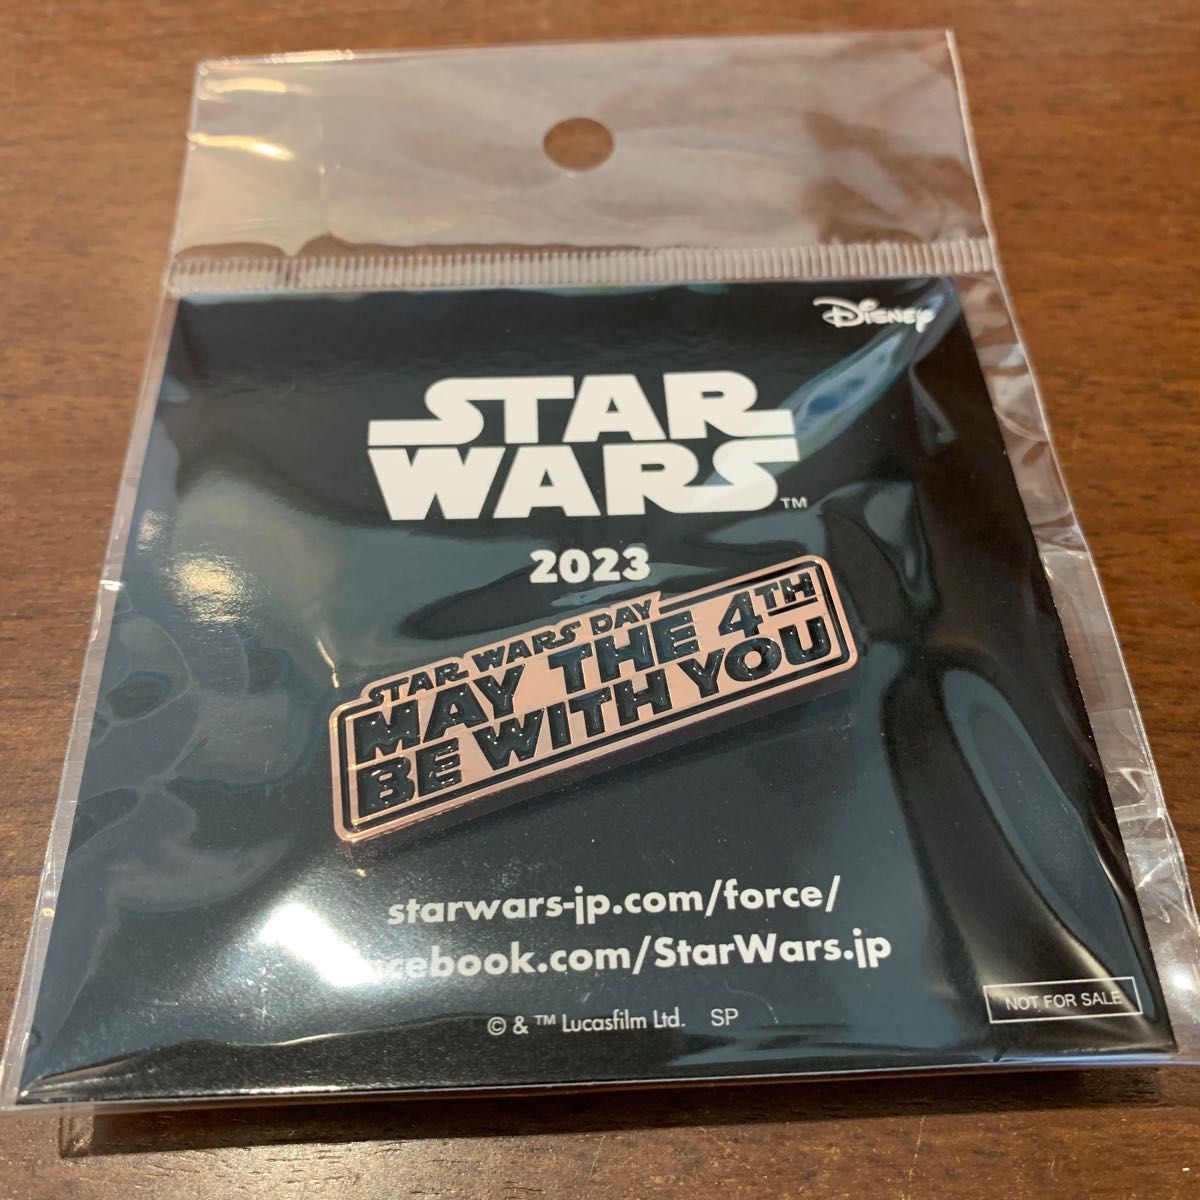 Disney
STAR
WARS™
2023
STAR WARS DAY
MAY THE 4TH
BE WITH YOU
starwars-jp.com/force/
facebook.com/StarWars.jp
© & ™ Lucasfilm Ltd. SP
NOT FOR SALE